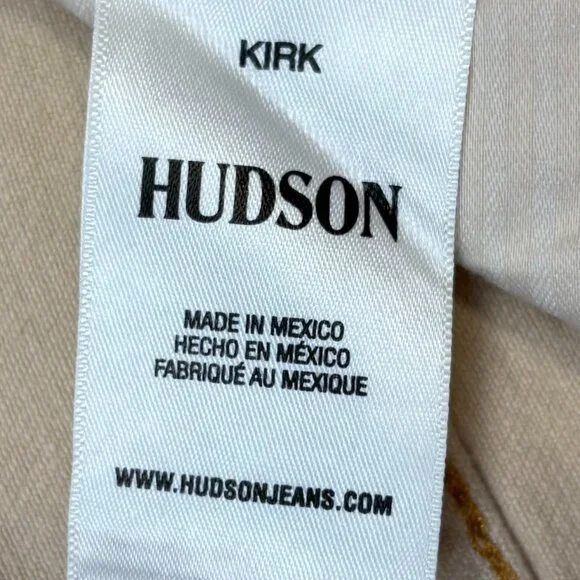 KIRK
HUDSON
MADE IN MEXICO
HECHO EN MÉXICO
FABRIQUÉ AU MEXIQUE
WWW.HUDSONJEANS.COM